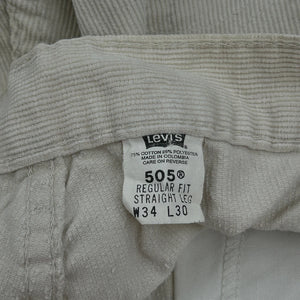 Levi's
75% COTTON 25% POLYESTER
MADE IN COLOMBIA
CARE ON REVERSE
505®
REGULAR FIT
STRAIGHT LEG
W34 L30